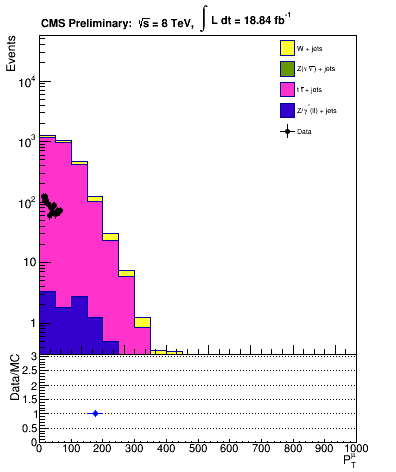 CMS Preliminary: √s = 8 TeV, ∫ L dt = 18.84 fb⁻¹
Events
10⁴
10³
10²
10
1
W + jets
Z(ν ν̅) + jets
t t̅ + jets
Z/γ*(ll) + jets
Data
Data/MC
3
2.5
2
1.5
1
0.5
0
0 100 200 300 400 500 600 700 800 900 1000
P_T^μ